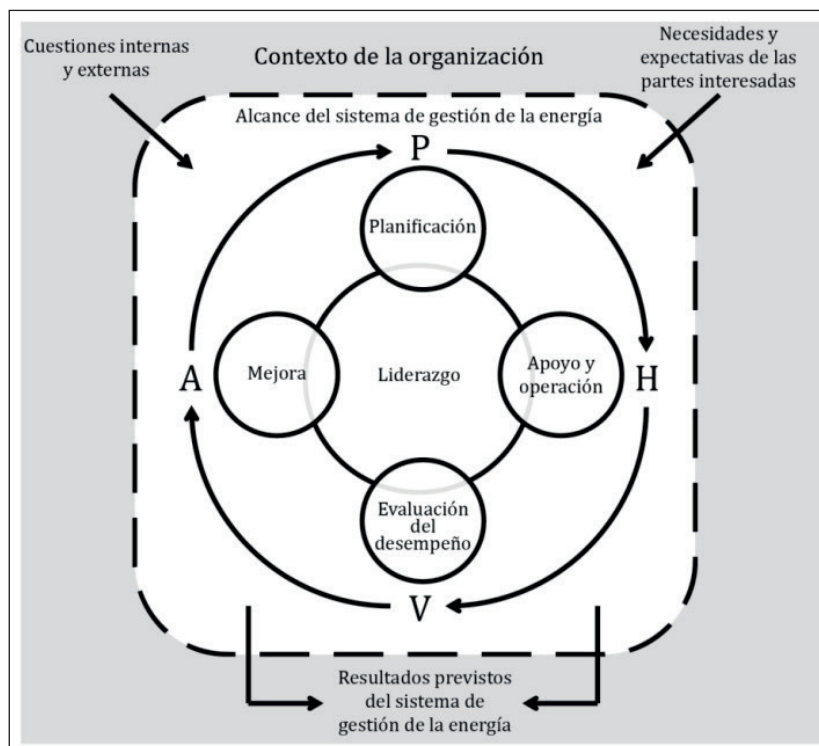 Cuestiones internas
y externas
Contexto de la organización
Necesidades y
expectativas de las
partes interesadas
Alcance del sistema de gestión de la energía
P
Planificación
A
Mejora
Liderazgo
Apoyo y
operación
H
Evaluación
del
desempeño
V
Resultados previstos
del sistema de
gestión de la energía